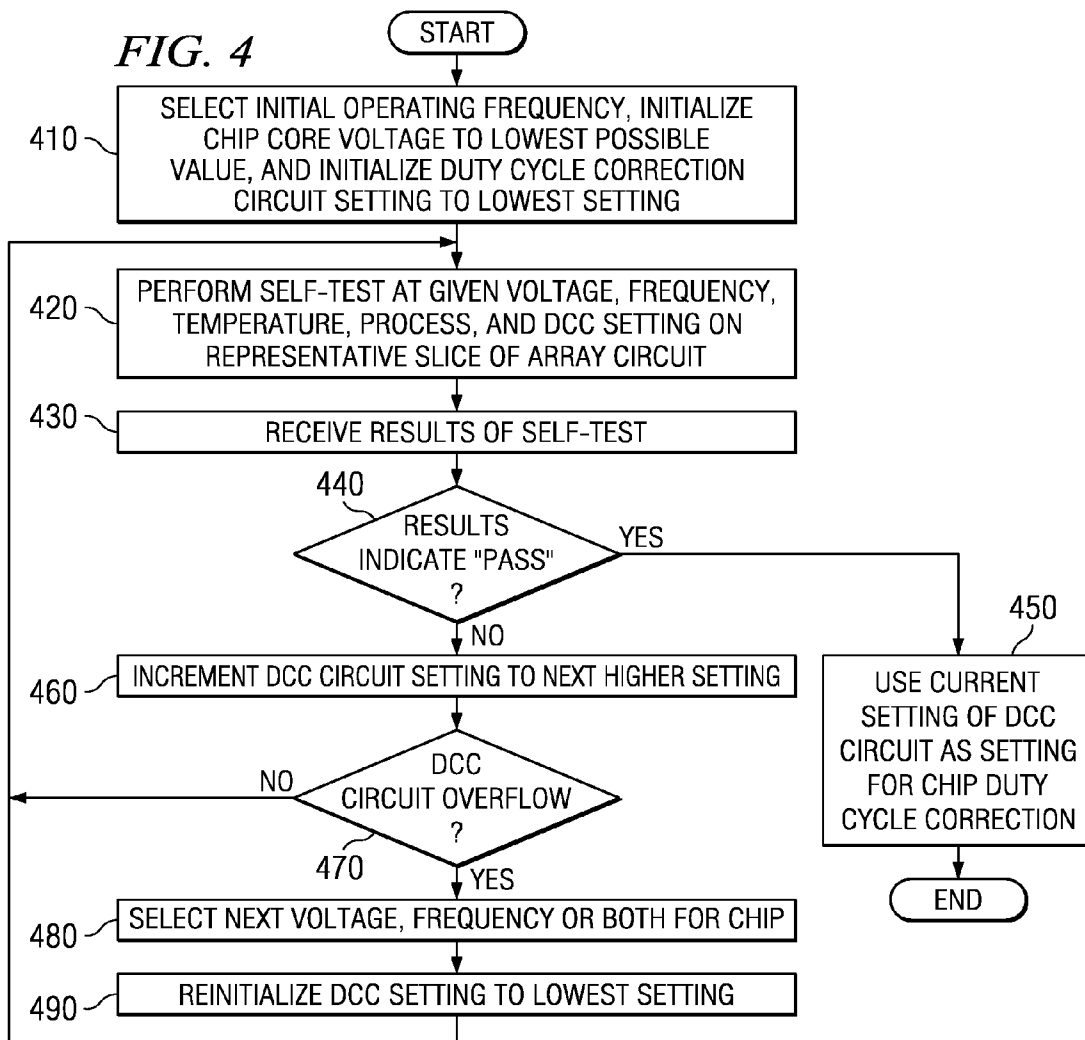 FIG. 4
START
410
SELECT INITIAL OPERATING FREQUENCY, INITIALIZE
CHIP CORE VOLTAGE TO LOWEST POSSIBLE
VALUE, AND INITIALIZE DUTY CYCLE CORRECTION
CIRCUIT SETTING TO LOWEST SETTING
420
PERFORM SELF-TEST AT GIVEN VOLTAGE, FREQUENCY,
TEMPERATURE, PROCESS, AND DCC SETTING ON
REPRESENTATIVE SLICE OF ARRAY CIRCUIT
430
RECEIVE RESULTS OF SELF-TEST
440
RESULTS
INDICATE "PASS"
?
YES
NO
450
USE CURRENT
SETTING OF DCC
CIRCUIT AS SETTING
FOR CHIP DUTY
CYCLE CORRECTION
END
460
INCREMENT DCC CIRCUIT SETTING TO NEXT HIGHER SETTING
NO
DCC
CIRCUIT OVERFLOW
?
470
YES
480
SELECT NEXT VOLTAGE, FREQUENCY OR BOTH FOR CHIP
490
REINITIALIZE DCC SETTING TO LOWEST SETTING